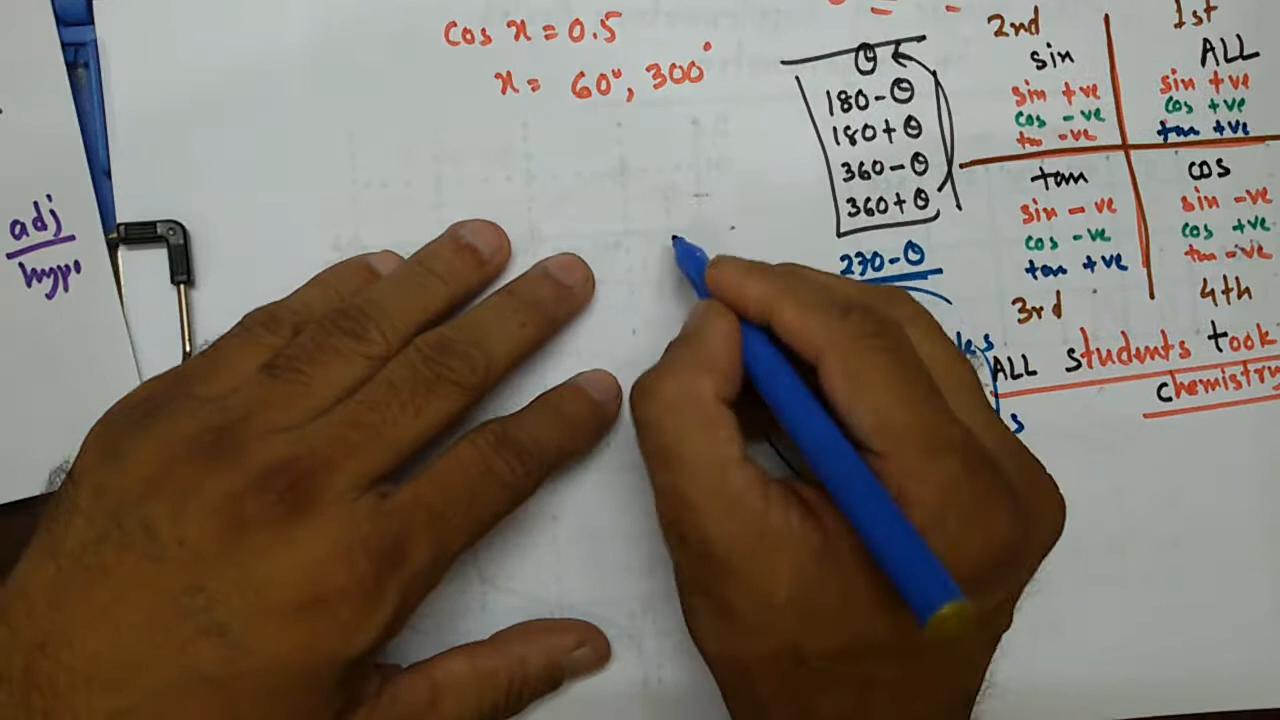 cos x = 0.5
x = 60°, 300°
adj
hypo
θ
180-θ
180+θ
360-θ
360+θ
270-θ
2nd
sin
sin +ve
cos -ve
tan -ve
1st
ALL
sin +ve
cos +ve
tan +ve
tan
sin -ve
cos -ve
tan +ve
3rd
cos
sin -ve
cos +ve
tan -ve
4th
ALL students took
chemistry